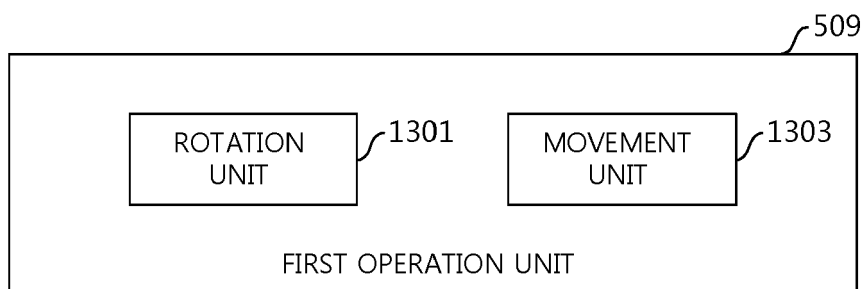 509
ROTATION
UNIT
1301
MOVEMENT
UNIT
1303
FIRST OPERATION UNIT